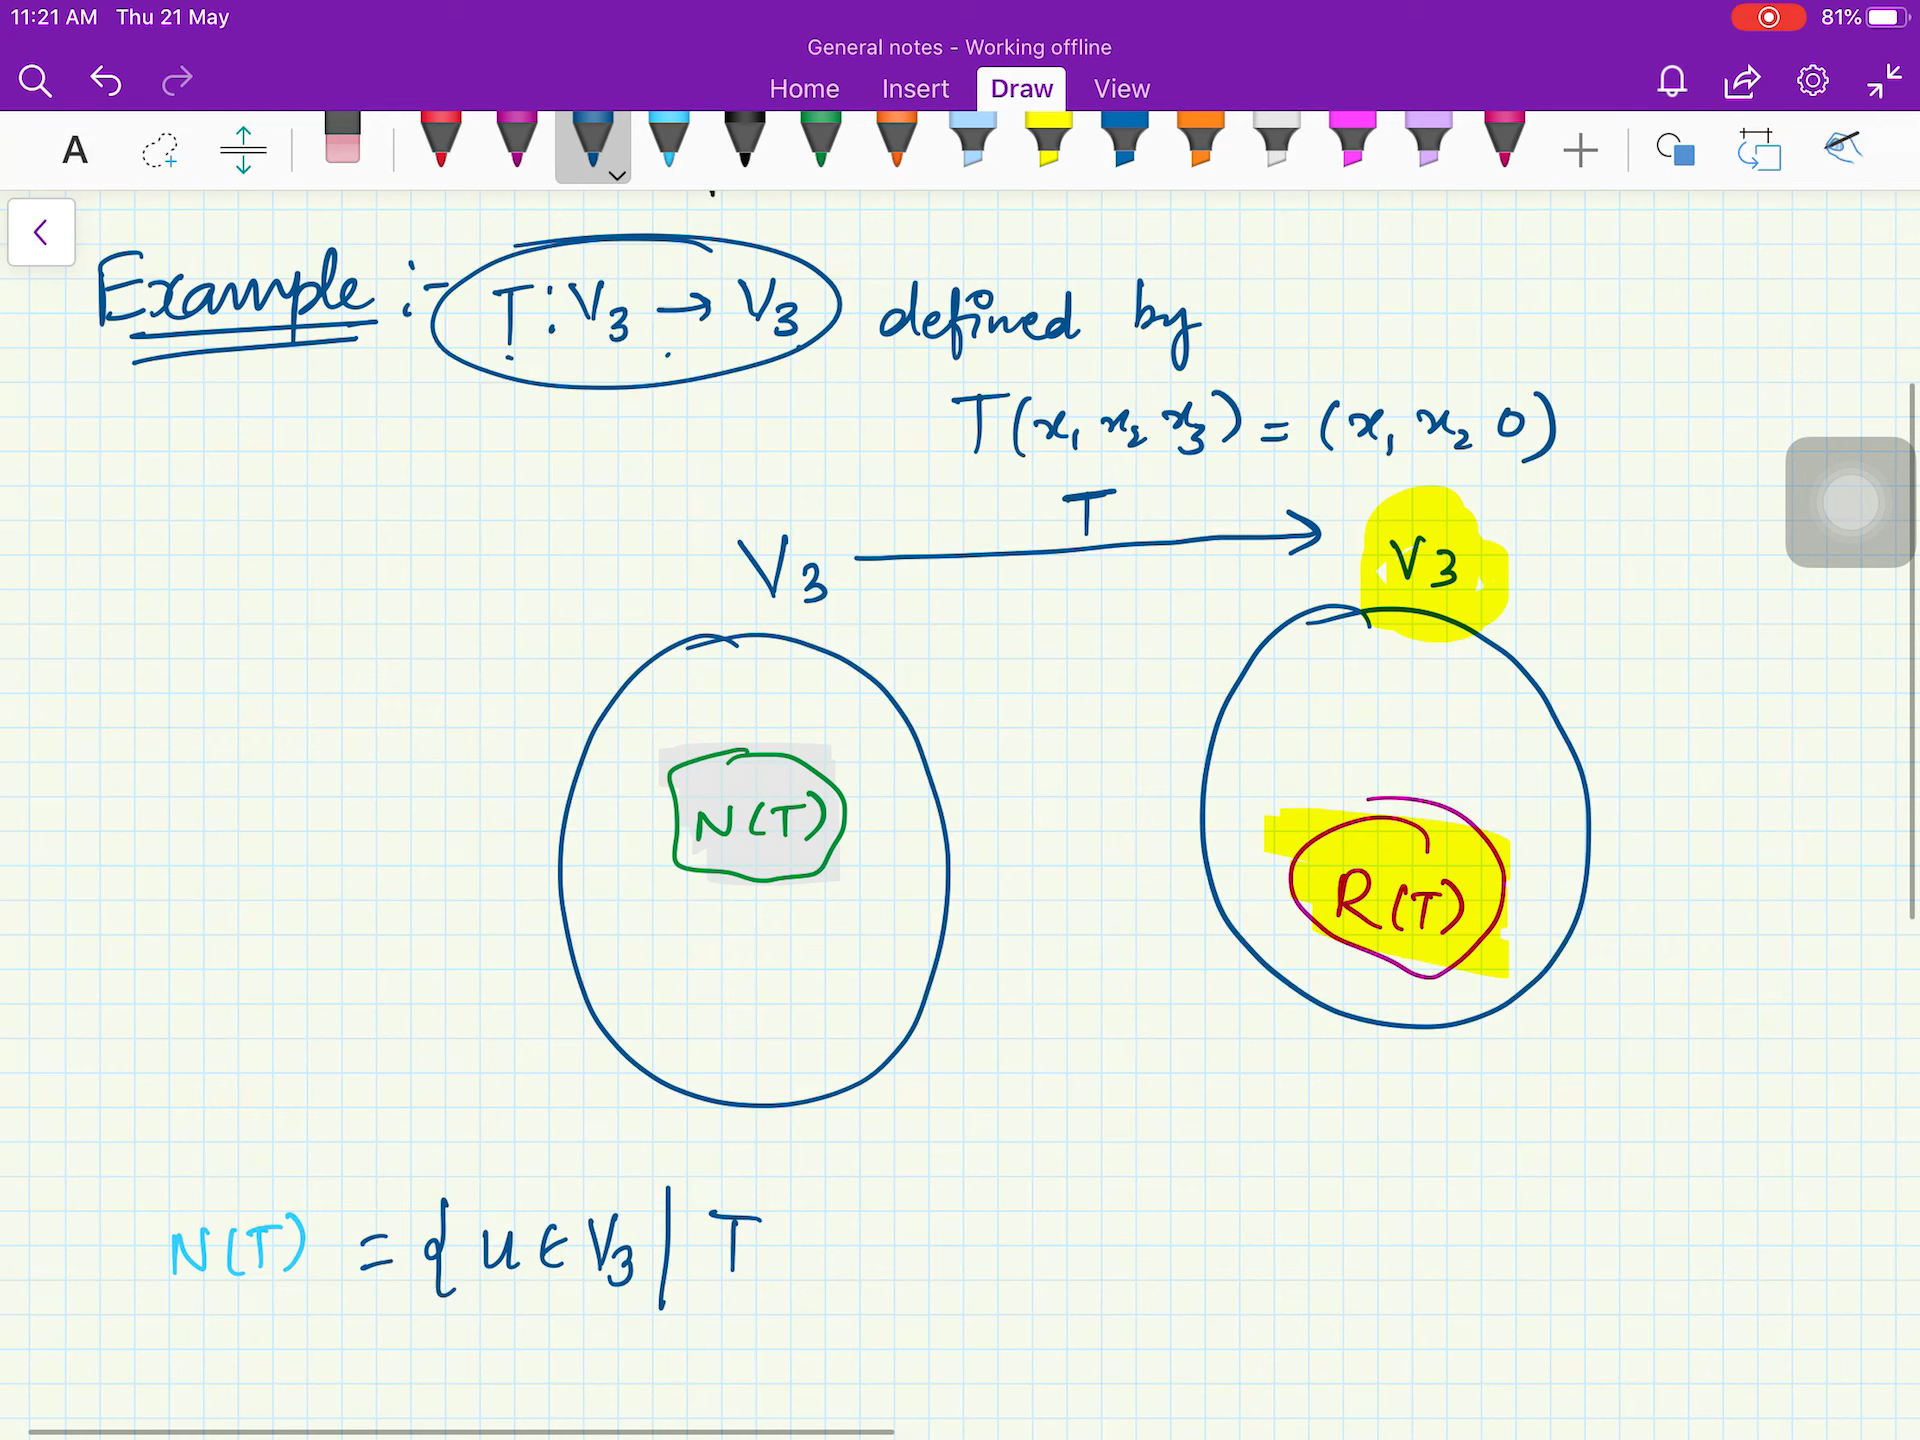 11:21 AM Thu 21 May 81%
General notes - Working offline
Home Insert Draw View
A
Example :- T : V₃ → V₃ defined by
T(x₁ x₂ x₃) = (x₁ x₂ 0)
T
V₃ V₃
N(T)
R(T)
N(T) = { u ∈ V₃ | T